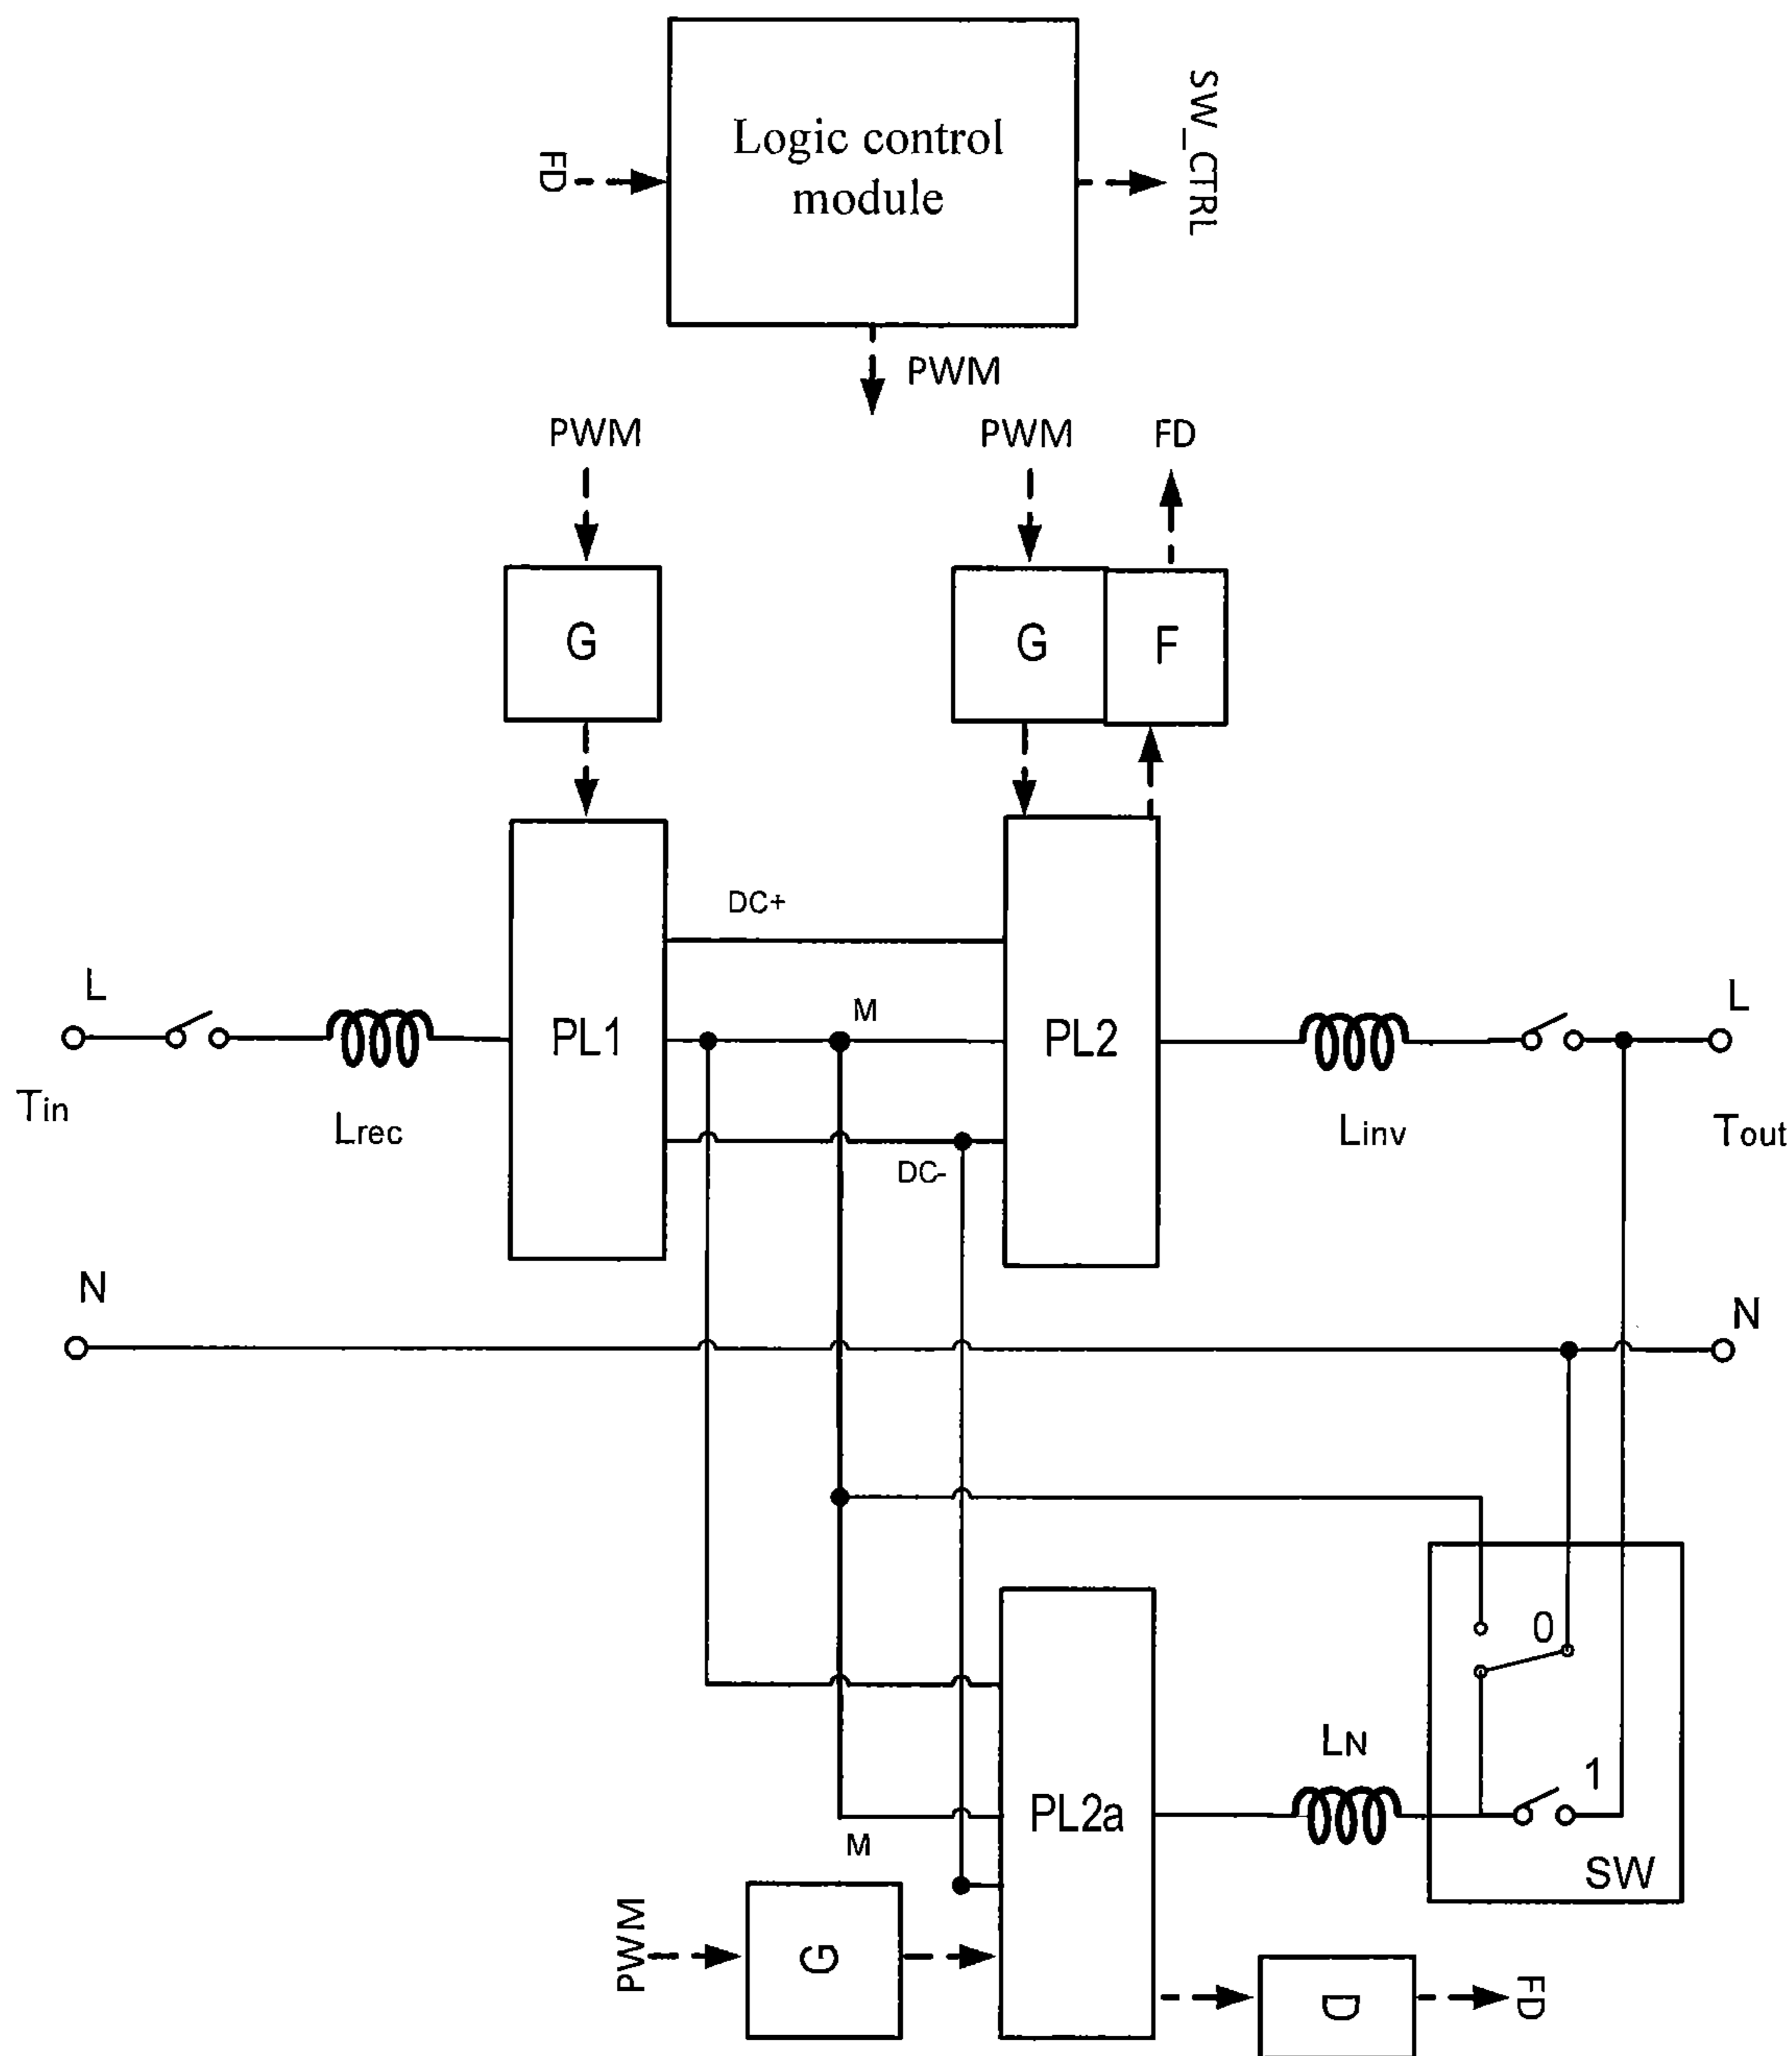 Logic control
module
FD
SW_CTRL
PWM
PWM
PWM
FD
G
G
F
DC+
L
M
L
PL1
PL2
Tin
Lrec
Linv
Tout
DC-
N
N
0
LN
1
PL2a
M
SW
PWM
G
D
FD